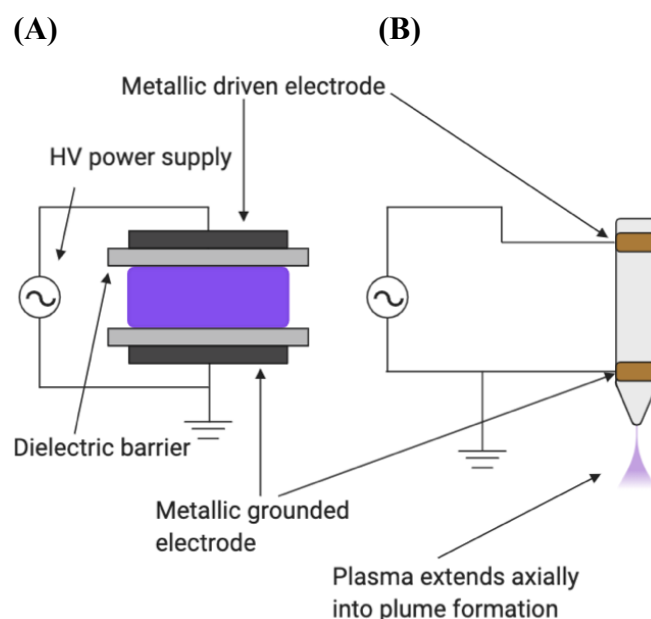 (A)
(B)
Metallic driven electrode
HV power supply
Dielectric barrier
Metallic grounded
electrode
Plasma extends axially
into plume formation